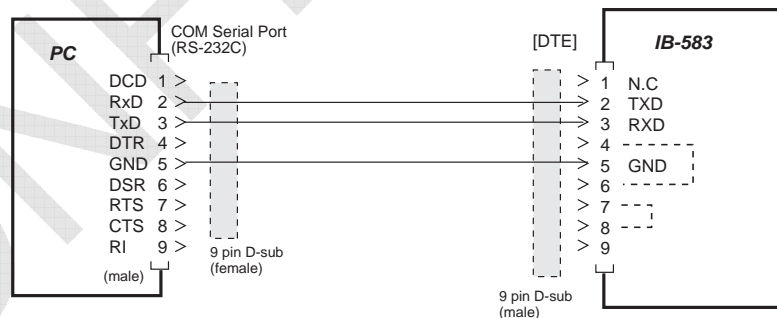 COM Serial Port
(RS-232C)
PC
DCD 1
RxD 2
TxD 3
DTR 4
GND 5
DSR 6
RTS 7
CTS 8
RI 9
(male)
9 pin D-sub
(female)
[DTE]
IB-583
1 N.C
2 TXD
3 RXD
4
5 GND
6
7
8
9
9 pin D-sub
(male)